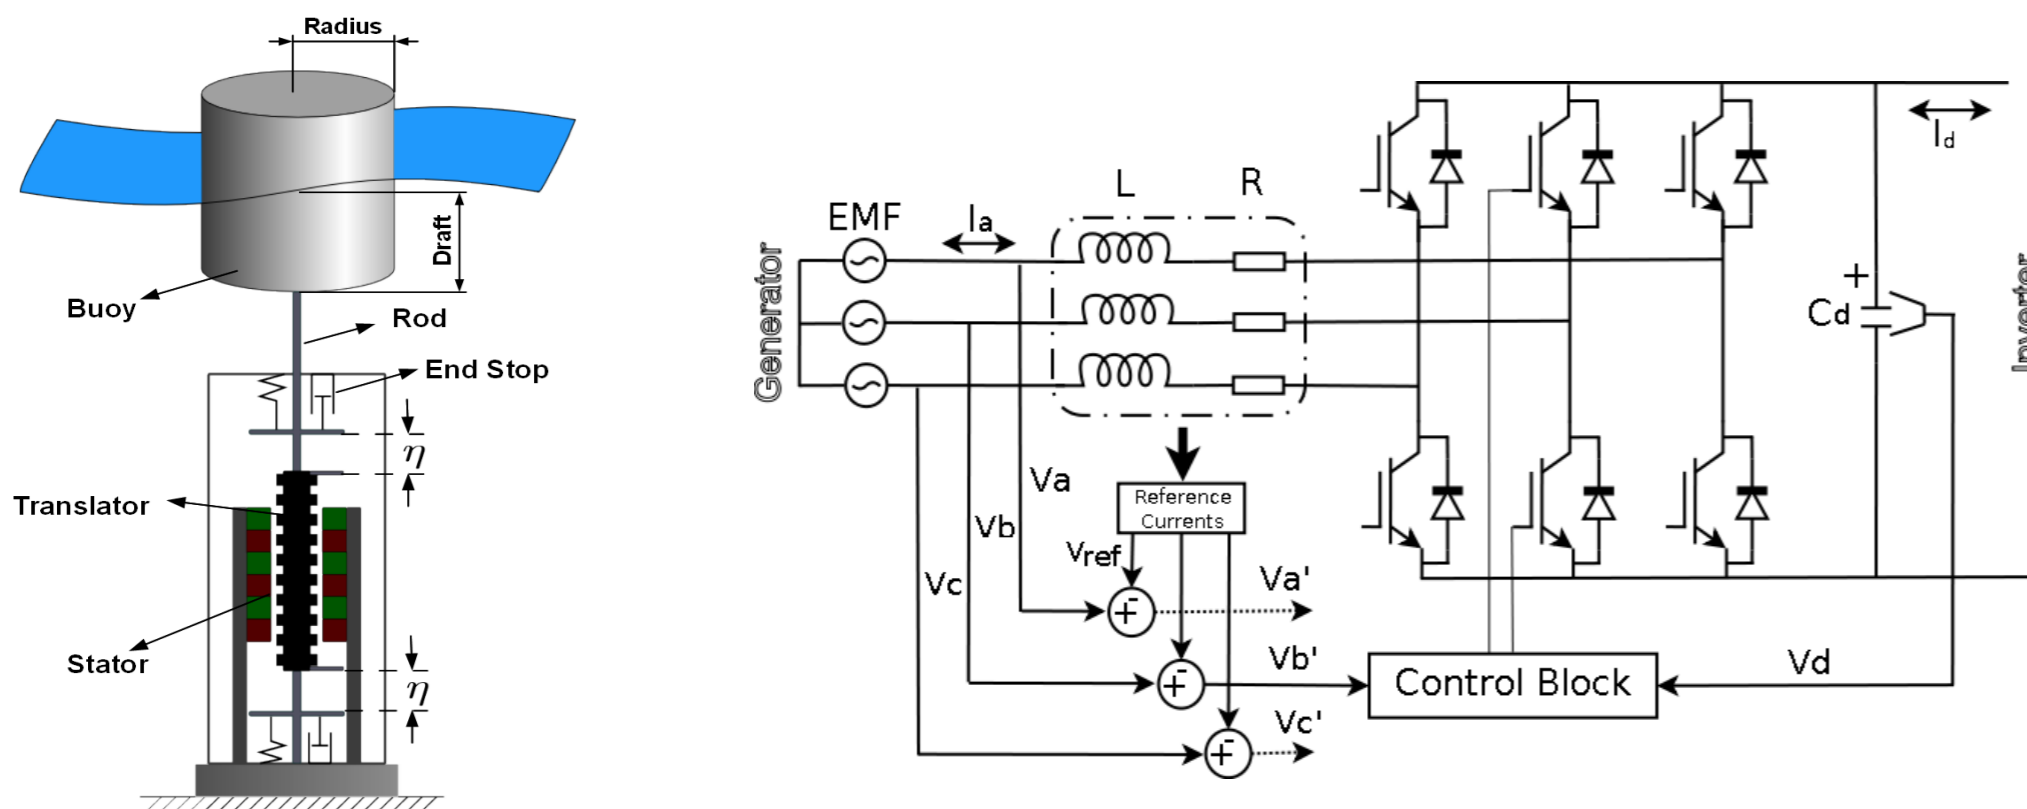 Radius
Draft
Buoy
Rod
End Stop
η
Translator
Stator
η
Generator
EMF
Ia
L
R
Id
+
Cd
Inverter
Va
Vb
Vc
Reference
Currents
Vref
+-
Va'
+-
Vb'
+-
Vc'
Control Block
Vd